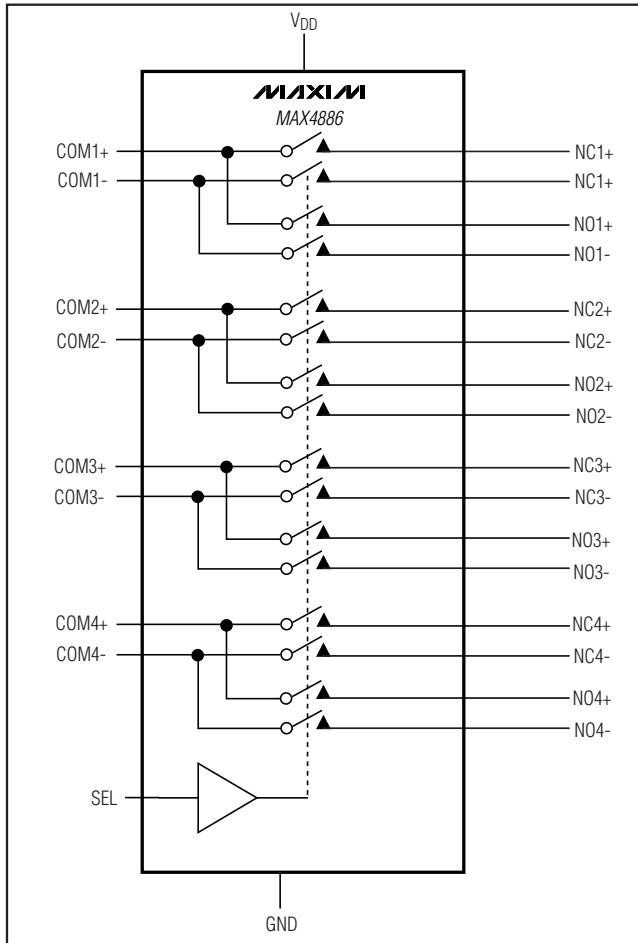 VDD
MAXIM
MAX4886
COM1+
NC1+
COM1-
NC1+
NO1+
NO1-
COM2+
NC2+
COM2-
NC2-
NO2+
NO2-
COM3+
NC3+
COM3-
NC3-
NO3+
NO3-
COM4+
NC4+
COM4-
NC4-
NO4+
NO4-
SEL
GND